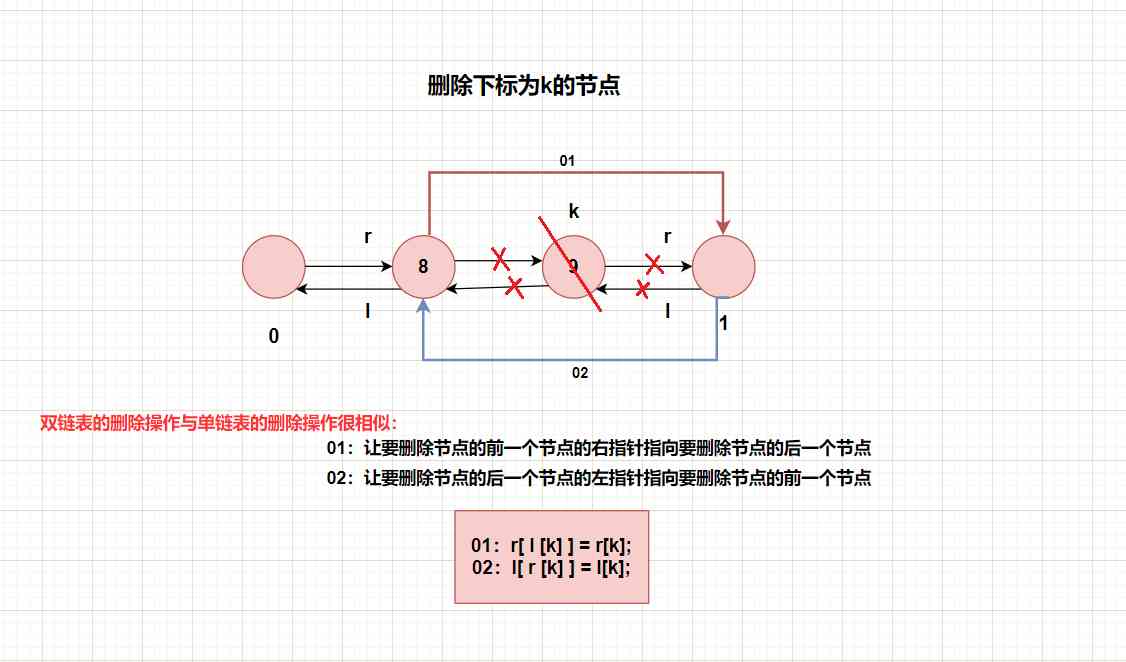 删除下标为k的节点
01
k
r
r
8
9
l
l
0
1
02
双链表的删除操作与单链表的删除操作很相似：
01：让要删除节点的前一个节点的右指针指向要删除节点的后一个节点
02：让要删除节点的后一个节点的左指针指向要删除节点的前一个节点
01：r[ l [k] ] = r[k];
02：l[ r [k] ] = l[k];